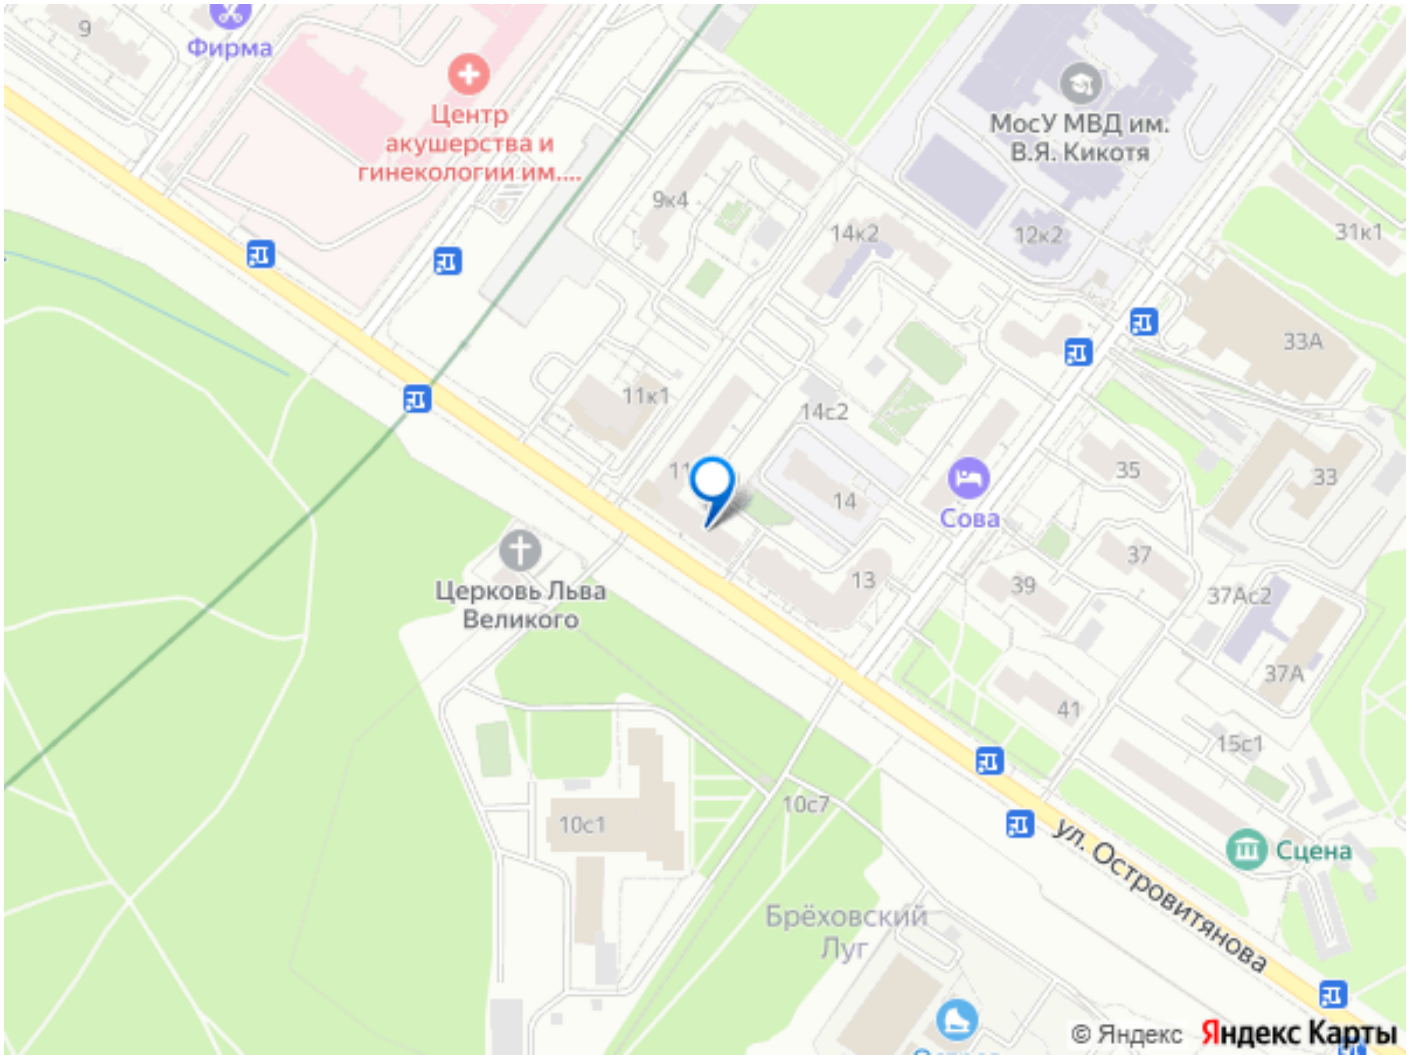 9
Фирма
Центр
акушерства и
гинекологии им....
МосУ МВД им.
В.Я. Кикотя
9к4
14к2
12к2
31к1
33А
11к1
14с2
35
33
14
Сова
Церковь Льва
Великого
13
39
37
37Ас2
37А
41
15с1
10с7
10с1
ул. Островитянова
Сцена
Брёховский
Луг
© Яндекс Яндекс Карты